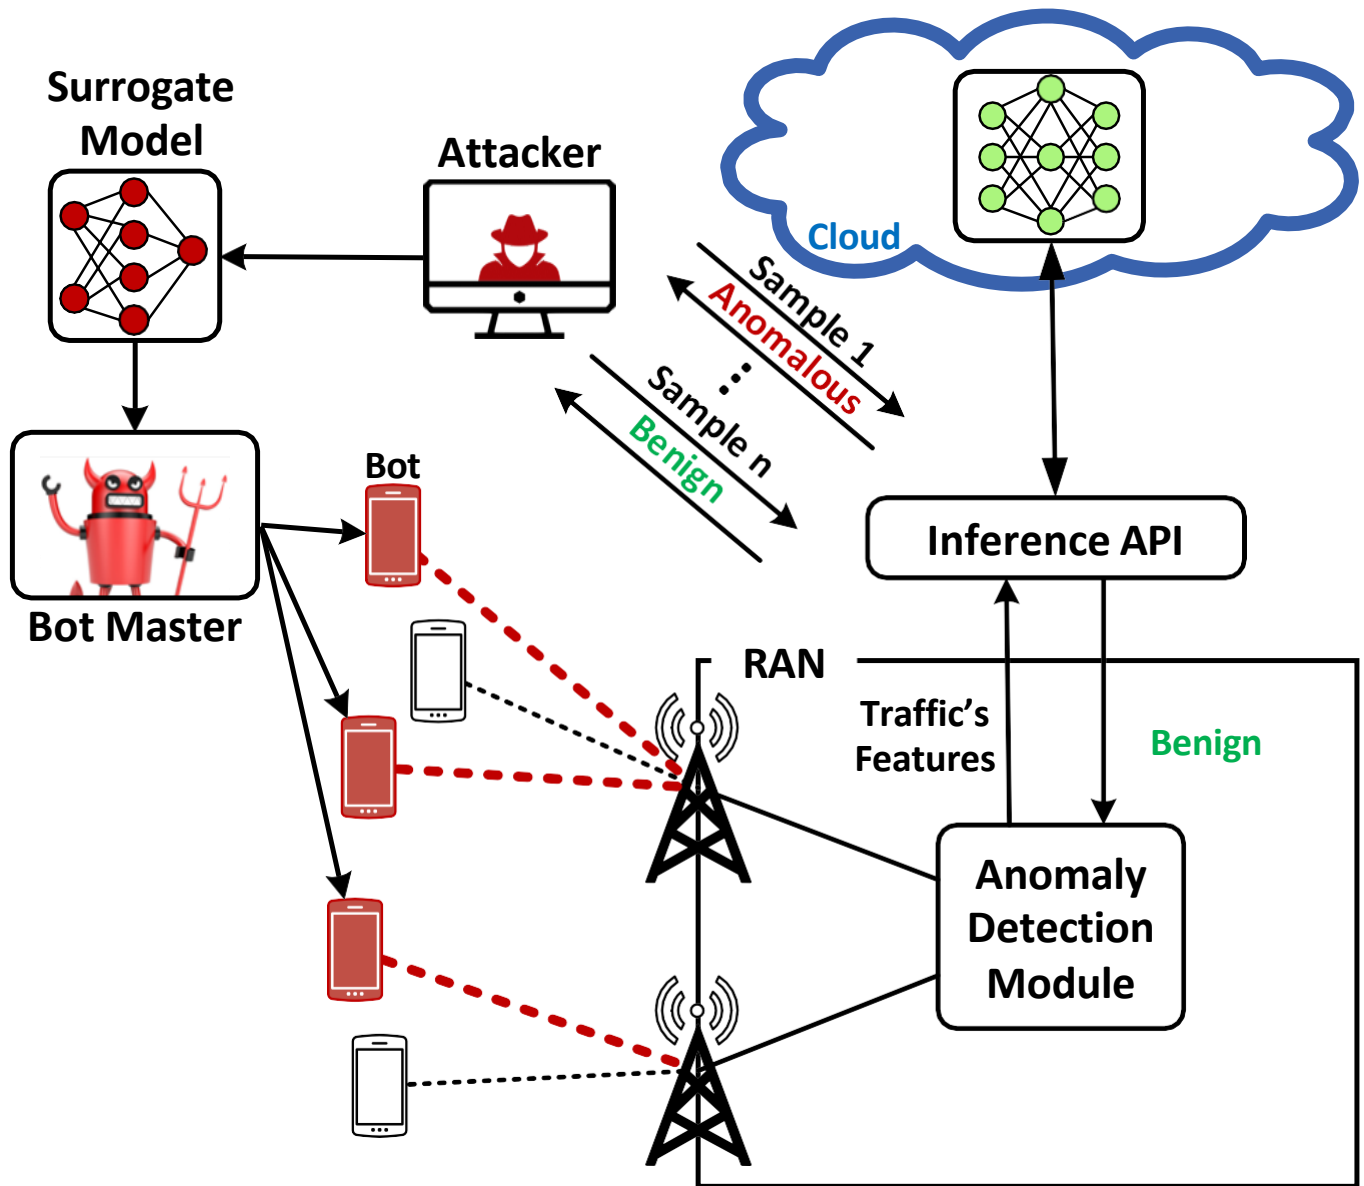 Surrogate
Model
Attacker
Cloud
Sample 1
Anomalous
Sample n
Benign
Bot
Inference API
Bot Master
RAN
Traffic's
Features
Benign
Anomaly
Detection
Module